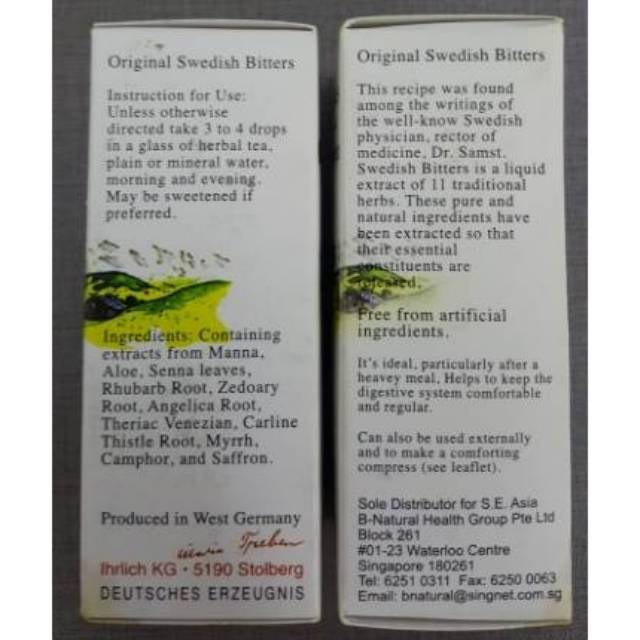 Original Swedish Bitters
Instruction for Use:
Unless otherwise
directed take 3 to 4 drops
in a glass of herbal tea,
plain or mineral water,
morning and evening.
May be sweetened if
preferred.
Ingredients: Containing
extracts from Manna,
Aloe, Senna leaves,
Rhubarb Root, Zedoary
Root, Angelica Root,
Theriac Venezian, Carline
Thistle Root, Myrrh,
Camphor, and Saffron.
Produced in West Germany
Maria Treben
Ihrlich KG · 5190 Stolberg
DEUTSCHES ERZEUGNIS
Original Swedish Bitters
This recipe was found
among the writings of
the well-know Swedish
physician, rector of
medicine, Dr. Samst.
Swedish Bitters is a liquid
extract of 11 traditional
herbs. These pure and
natural ingredients have
been extracted so that
their essential
constituents are
released.
Free from artificial
ingredients.
It's ideal, particularly after a
heavey meal, Helps to keep the
digestive system comfortable
and regular.
Can also be used externally
and to make a comforting
compress (see leaflet).
Sole Distributor for S.E. Asia
B-Natural Health Group Pte Ltd
Block 261
#01-23 Waterloo Centre
Singapore 180261
Tel: 6251 0311 Fax: 6250 0063
Email: bnatural@singnet.com.sg